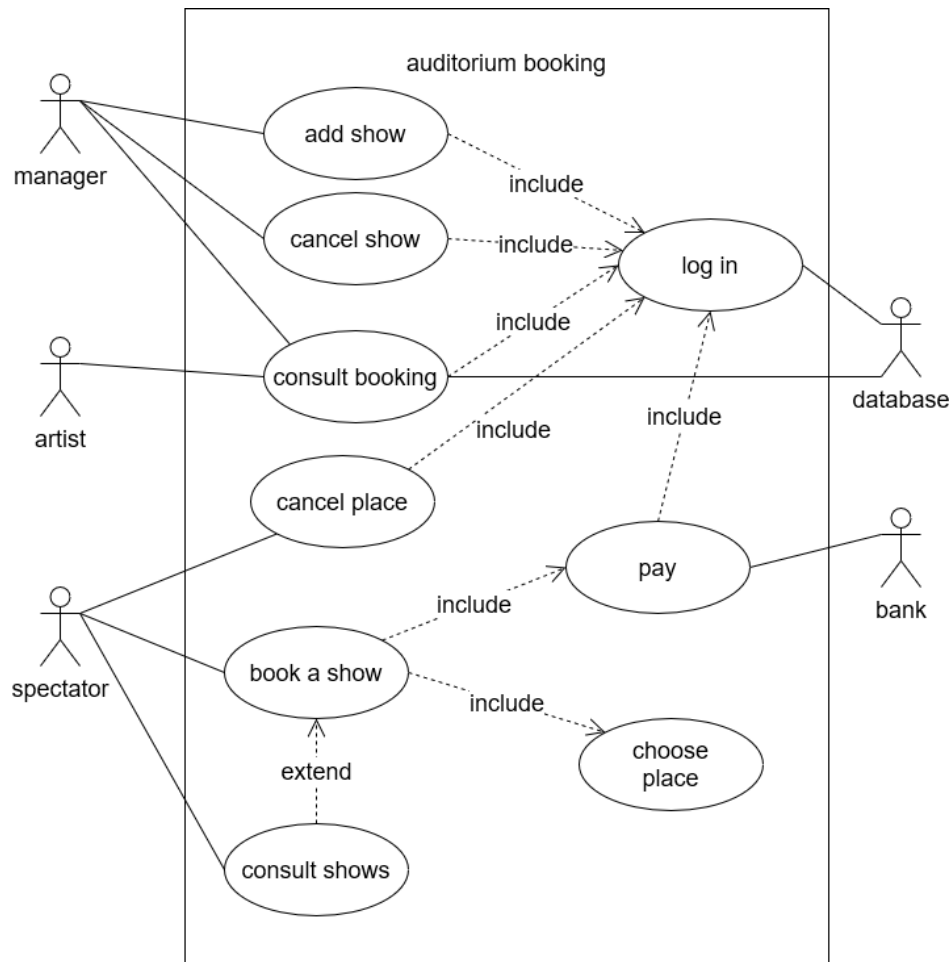 auditorium booking
manager
add show
include
cancel show
include
log in
artist
consult booking
include
database
cancel place
include
include
spectator
book a show
include
pay
bank
include
choose
place
extend
consult shows